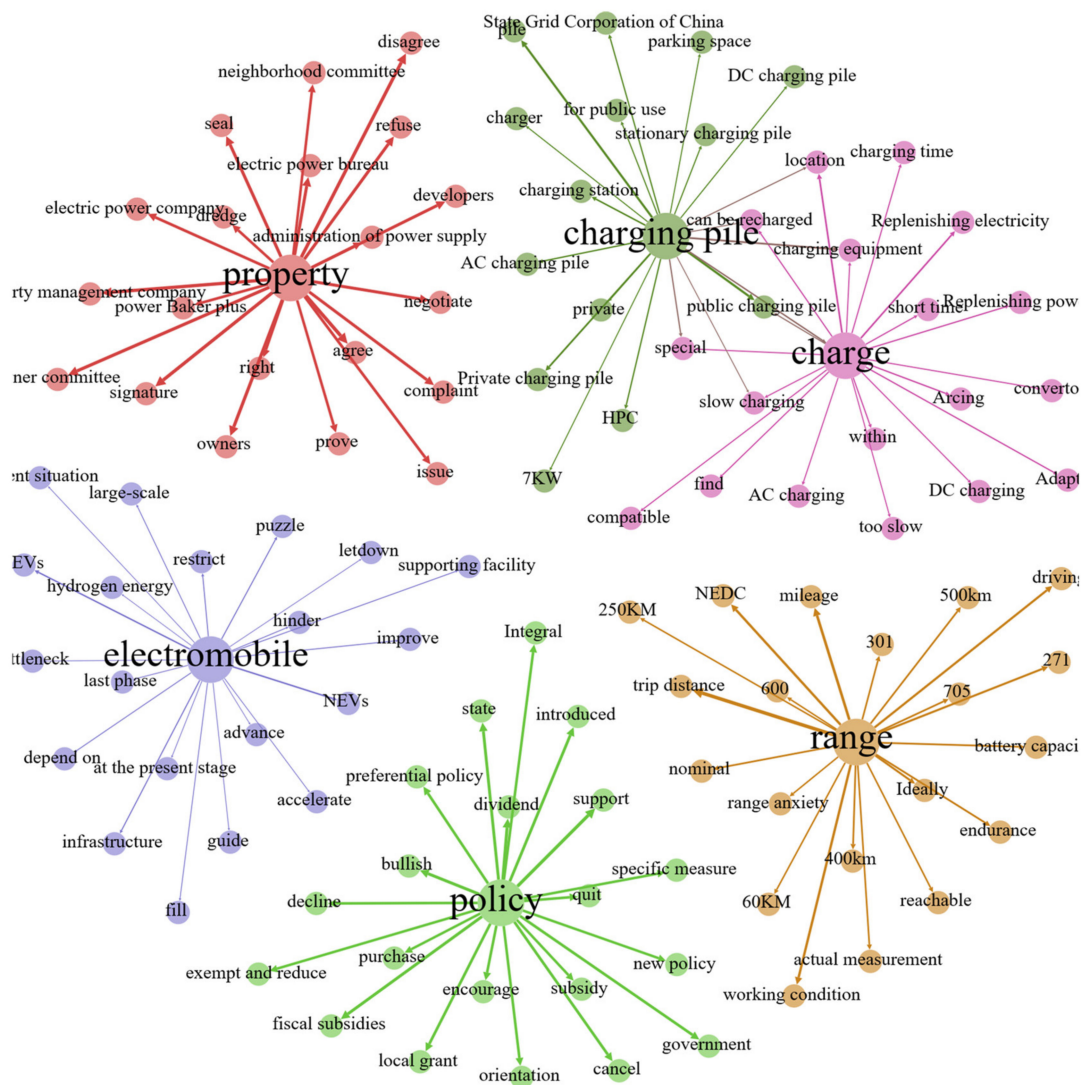 disagree
neighborhood committee
seal
refuse
electric power bureau
electric power company
dredge
developers
administration of power supply
property
rty management company
power Baker plus
negotiate
ner committee
signature
right
agree
complaint
owners
prove
issue
State Grid Corporation of China
pile
parking space
DC charging pile
for public use
charger
stationary charging pile
charging station
charging pile
AC charging pile
private
public charging pile
Private charging pile
HPC
7KW
location
charging time
can be recharged
Replenishing electricity
charging equipment
short time
Replenishing pow
special
charge
slow charging
Arcing
converto
within
find
AC charging
DC charging
Adapt
compatible
too slow
ent situation
large-scale
puzzle
EVs
restrict
letdown
hydrogen energy
supporting facility
hinder
improve
electromobile
ttleneck
last phase
NEVs
advance
depend on
at the present stage
accelerate
infrastructure
guide
fill
Integral
state
introduced
preferential policy
dividend
support
bullish
specific measure
decline
policy
quit
purchase
exempt and reduce
new policy
encourage
subsidy
fiscal subsidies
government
local grant
orientation
cancel
driving
NEDC
mileage
500km
250KM
301
271
trip distance
600
705
range
battery capaci
nominal
range anxiety
Ideally
endurance
400km
60KM
reachable
actual measurement
working condition